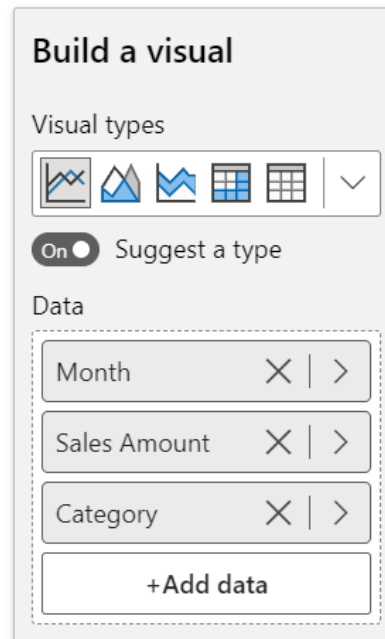 Build a visual
Visual types
On Suggest a type
Data
Month
Sales Amount
Category
+Add data